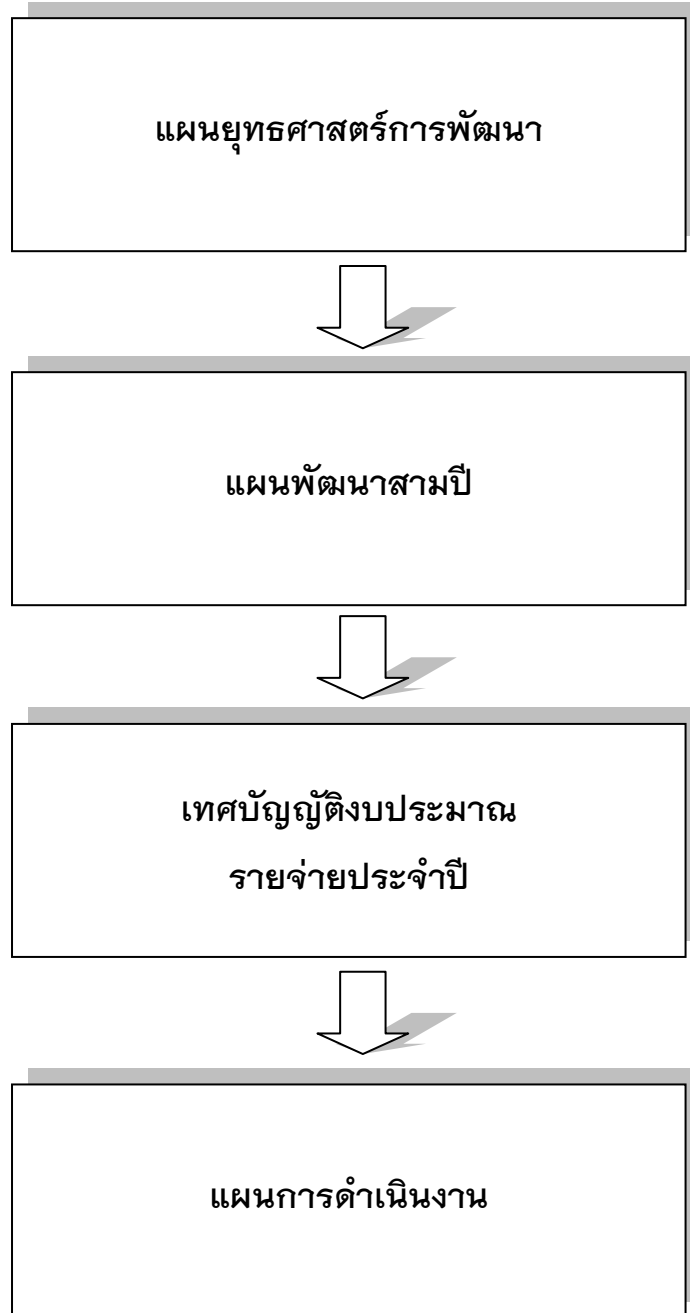 แผนยุทธศาสตร์การพัฒนา
แผนพัฒนาสามปี
เทศบัญญัติงบประมาณ
รายจ่ายประจำปี
แผนการดำเนินงาน